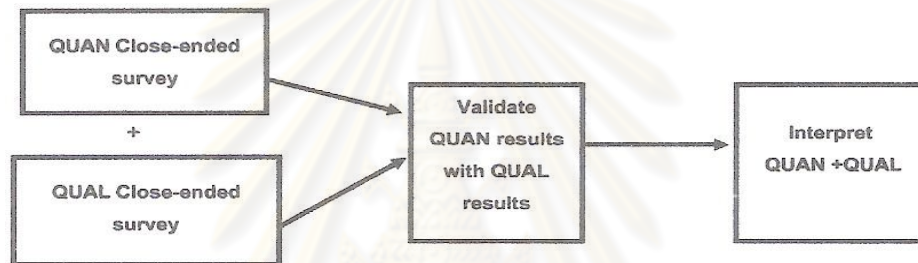 QUAN Close-ended
survey
+
QUAL Close-ended
survey
Validate
QUAN results
with QUAL
results
Interpret
QUAN +QUAL